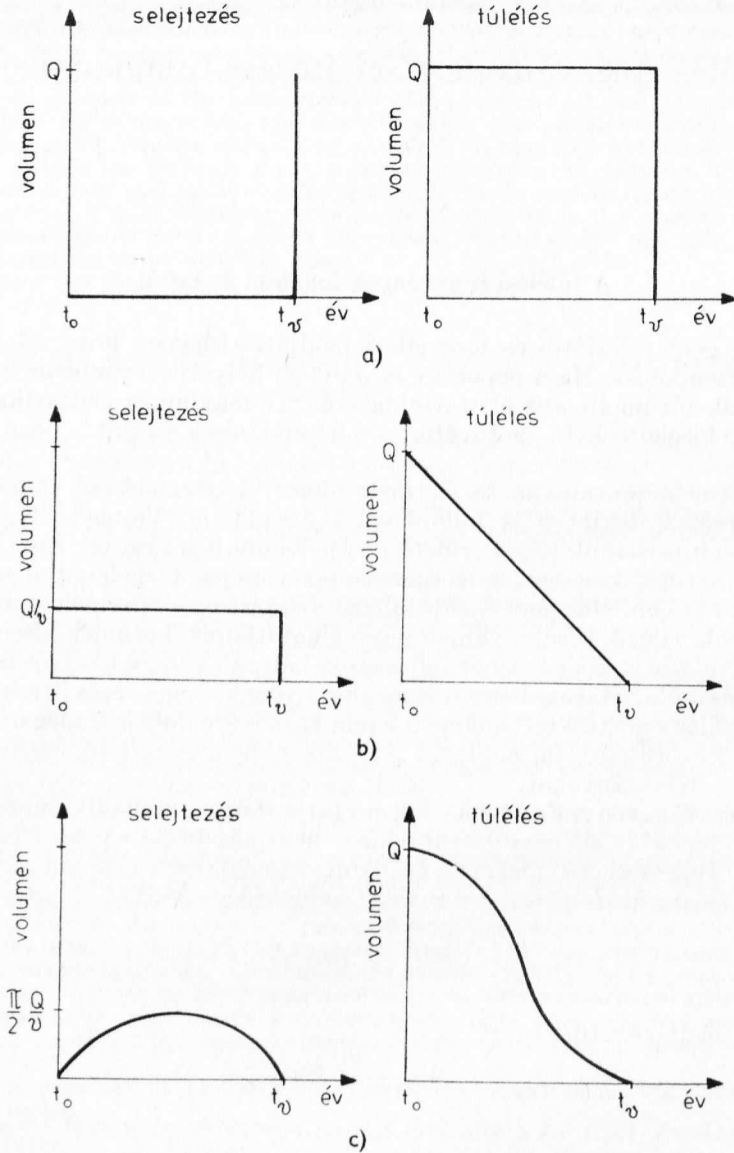 selejtezés
Q
volumen
t₀
t𝑣
év
túlélés
Q
volumen
t₀
t𝑣
év
a)
selejtezés
volumen
Q/𝑣
t₀
t𝑣
év
túlélés
Q
volumen
t₀
t𝑣
év
b)
selejtezés
volumen
π/2 Q/𝑣
t₀
t𝑣
év
túlélés
Q
volumen
t₀
t𝑣
év
c)